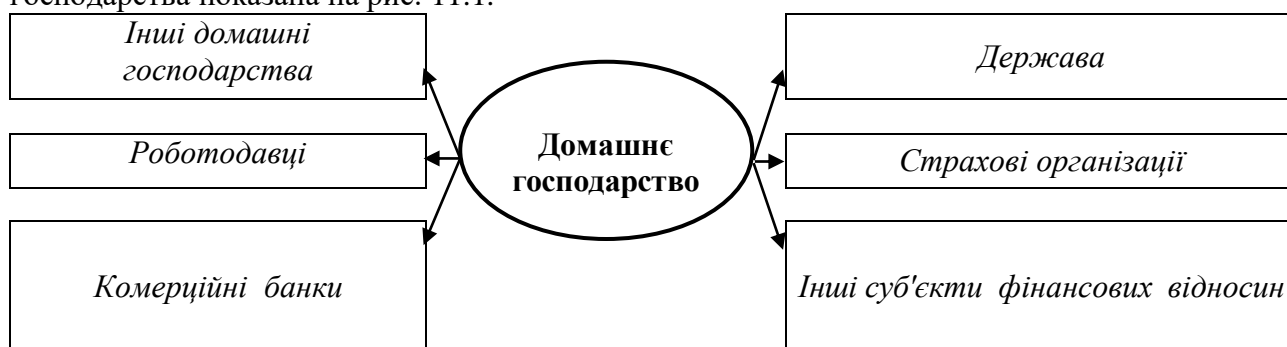 господарства показана на рис. 11.1.
Інші домашні
господарства
Держава
Домашнє
господарство
Роботодавці
Страхові організації
Комерційні банки
Інші суб'єкти фінансових відносин